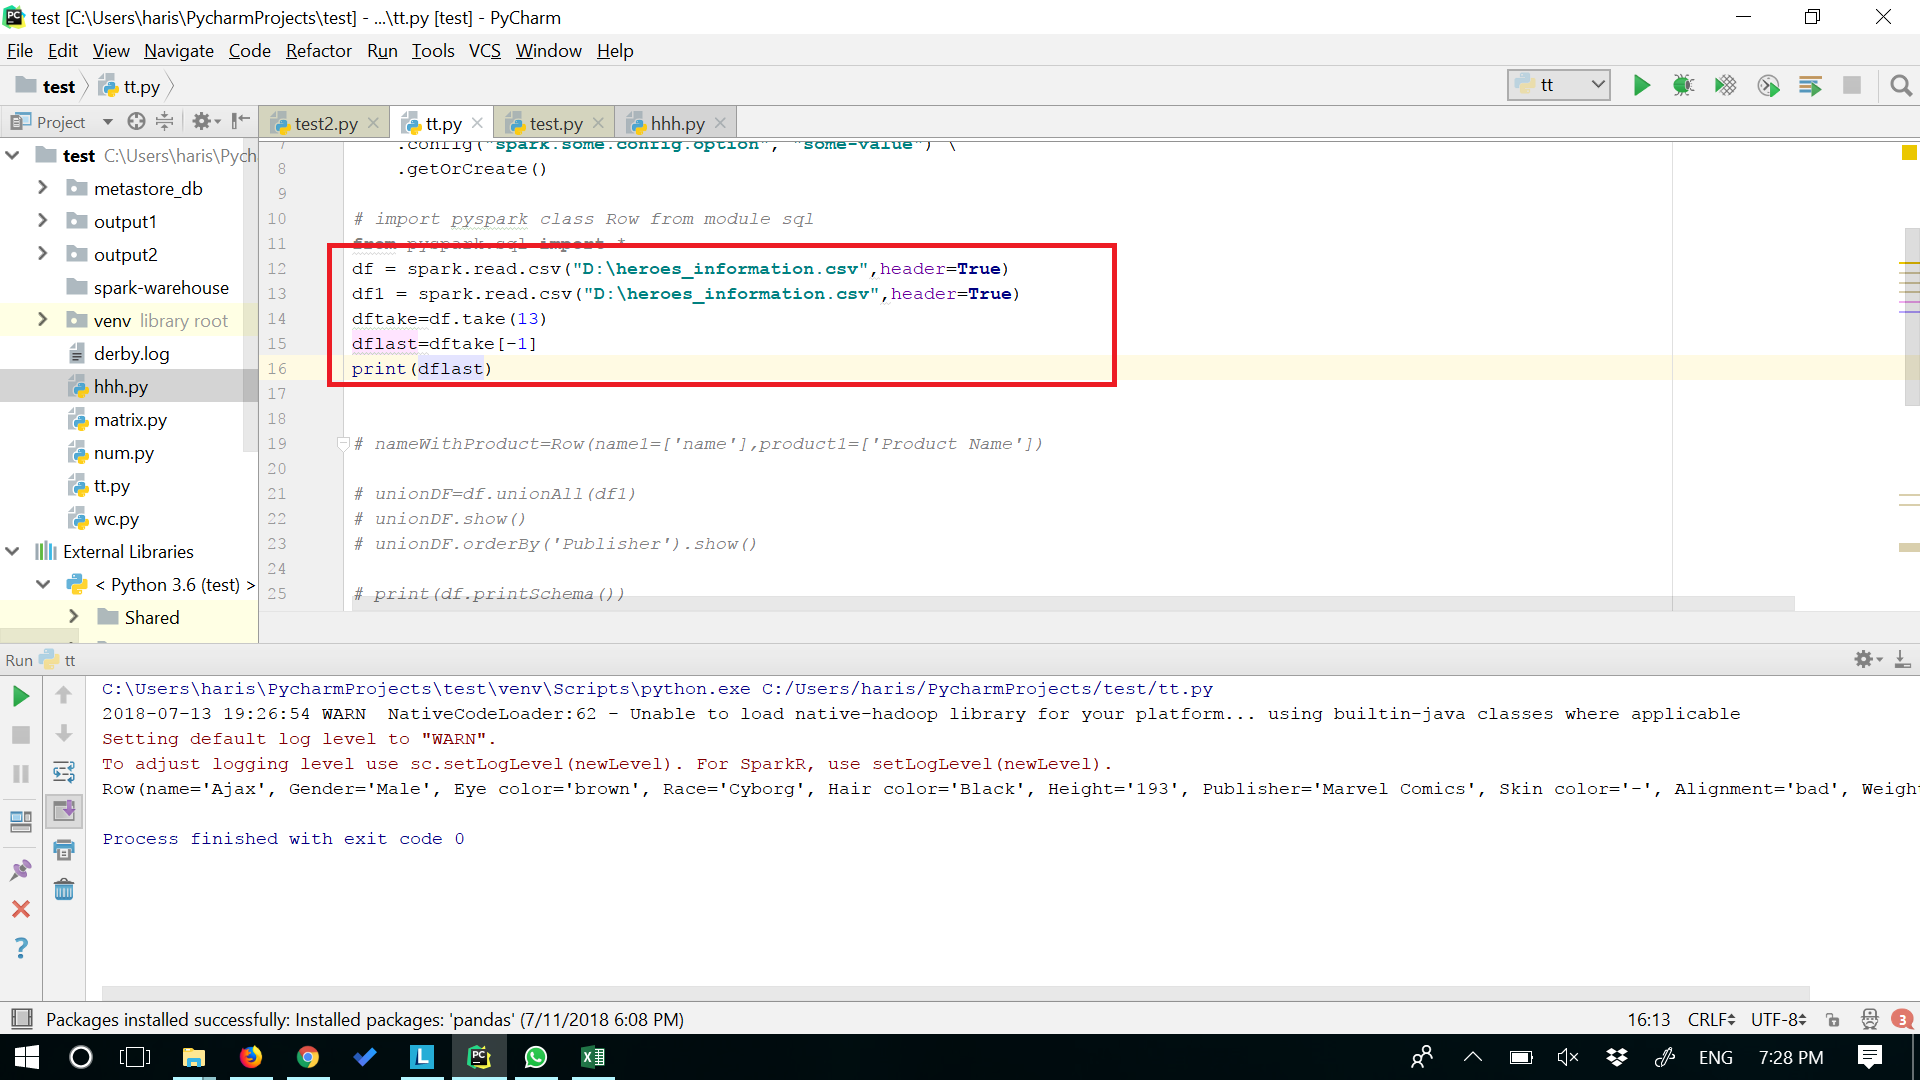 test [C:\Users\haris\PycharmProjects\test] - ...\tt.py [test] - PyCharm
File Edit View Navigate Code Refactor Run Tools VCS Window Help
test tt.py tt
Project test2.py tt.py test.py hhh.py
test C:\Users\haris\Pych
metastore_db
output1
output2
spark-warehouse
venv library root
derby.log
hhh.py
matrix.py
num.py
tt.py
wc.py
External Libraries
< Python 3.6 (test) >
Shared
7 .config("spark.some.config.option", "some-value") \
8 .getOrCreate()
9
10 # import pyspark class Row from module sql
11 from pyspark.sql import *
12 df = spark.read.csv("D:\heroes_information.csv",header=True)
13 df1 = spark.read.csv("D:\heroes_information.csv",header=True)
14 dftake=df.take(13)
15 dflast=dftake[-1]
16 print(dflast)
17
18
19 # nameWithProduct=Row(name1=['name'],product1=['Product Name'])
20
21 # unionDF=df.unionAll(df1)
22 # unionDF.show()
23 # unionDF.orderBy('Publisher').show()
24
25 # print(df.printSchema())
Run tt
C:\Users\haris\PycharmProjects\test\venv\Scripts\python.exe C:/Users/haris/PycharmProjects/test/tt.py
2018-07-13 19:26:54 WARN  NativeCodeLoader:62 - Unable to load native-hadoop library for your platform... using builtin-java classes where applicable
Setting default log level to "WARN".
To adjust logging level use sc.setLogLevel(newLevel). For SparkR, use setLogLevel(newLevel).
Row(name='Ajax', Gender='Male', Eye color='brown', Race='Cyborg', Hair color='Black', Height='193', Publisher='Marvel Comics', Skin color='-', Alignment='bad', Weight
Process finished with exit code 0
Packages installed successfully: Installed packages: 'pandas' (7/11/2018 6:08 PM) 16:13 CRLF UTF-8 3
ENG 7:28 PM